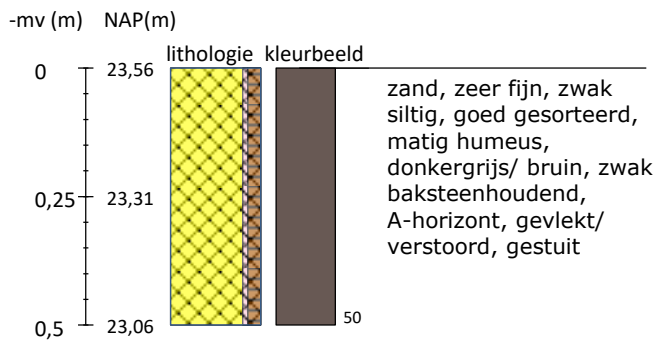 -mv (m) NAP(m)
lithologie kleurbeeld
0 23,56
zand, zeer fijn, zwak
siltig, goed gesorteerd,
matig humeus,
donkergrijs/ bruin, zwak
baksteenhoudend,
A-horizont, gevlekt/
verstoord, gestuit
0,25 23,31
0,5 23,06
50